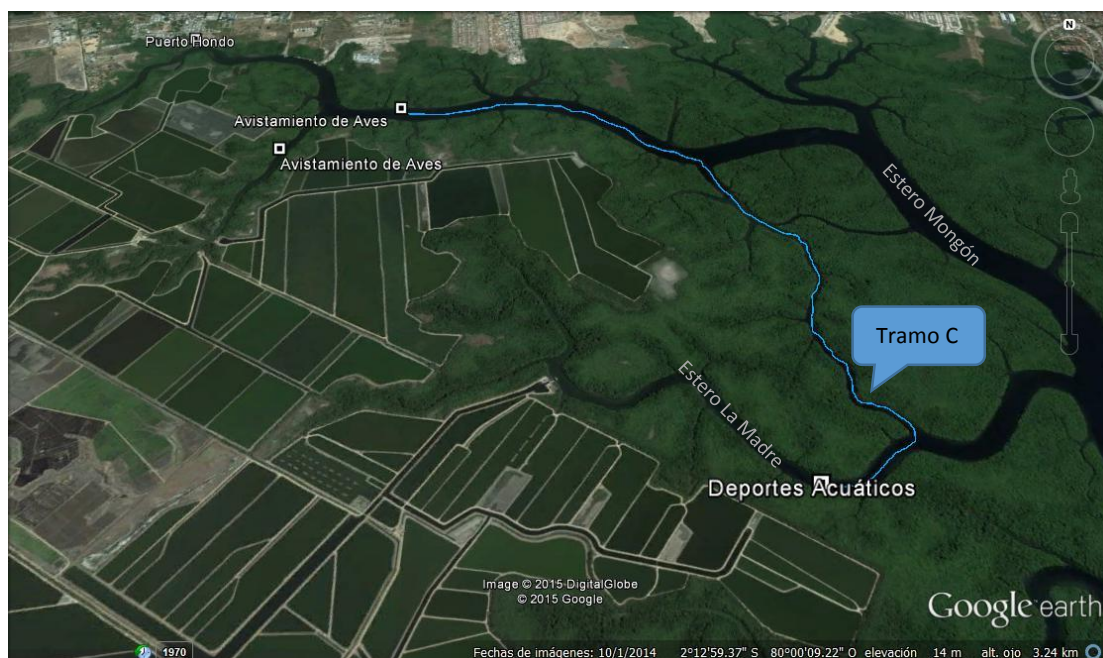 N
Puerto Hondo
Avistamiento de Aves
Avistamiento de Aves
Estero Mongón
Tramo C
Estero La Madre
Deportes Acuáticos
Image © 2015 DigitalGlobe
© 2015 Google
Google earth
1970
Fechas de imágenes: 10/1/2014 2°12'59.37" S 80°00'09.22" O elevación 14 m alt. ojo 3.24 km